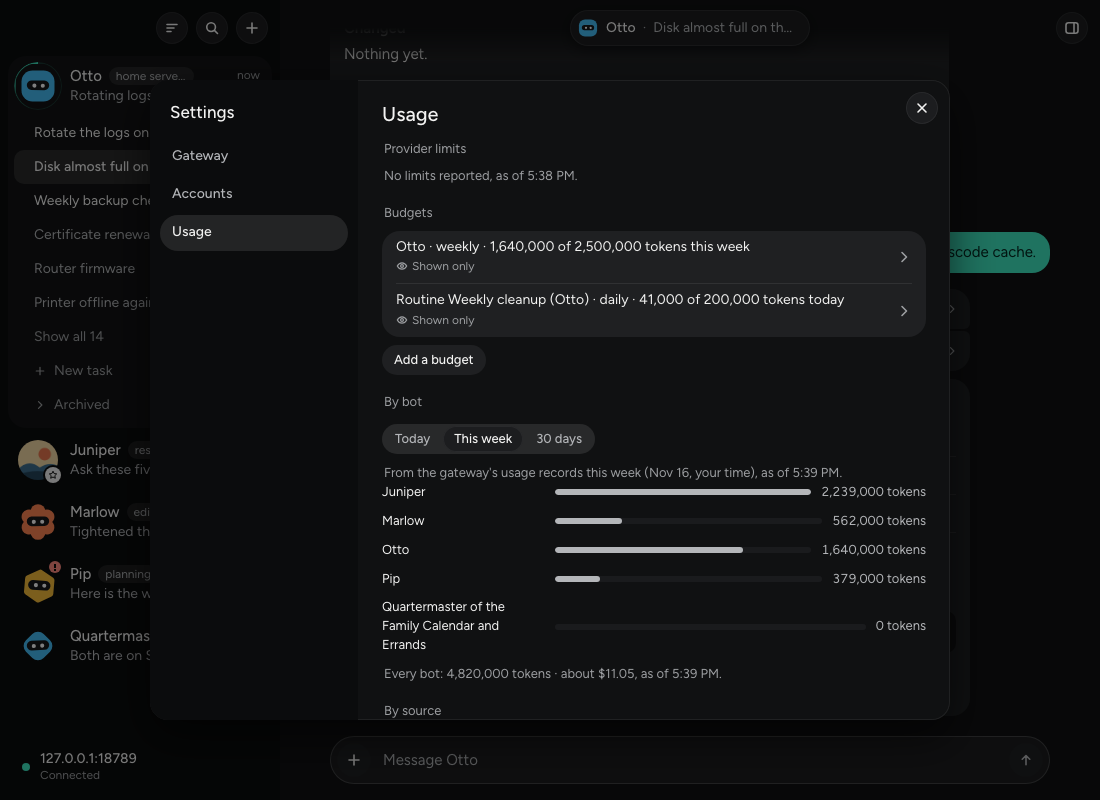 Otto · Disk almost full on th…
Nothing yet.
Otto home serve… now
Rotating logs
Rotate the logs on
Disk almost full on
Weekly backup che
Certificate renewa
Router firmware
Printer offline again
Show all 14
New task
Archived
Juniper res
Ask these fiv
Marlow edi
Tightened th
Pip planning
Here is the w
Quartermas
Both are on S
127.0.0.1:18789
Connected
Settings
Gateway
Accounts
Usage
Usage
Provider limits
No limits reported, as of 5:38 PM.
Budgets
Otto · weekly · 1,640,000 of 2,500,000 tokens this week
Shown only
Routine Weekly cleanup (Otto) · daily · 41,000 of 200,000 tokens today
Shown only
Add a budget
By bot
Today This week 30 days
From the gateway's usage records this week (Nov 16, your time), as of 5:39 PM.
Juniper 2,239,000 tokens
Marlow 562,000 tokens
Otto 1,640,000 tokens
Pip 379,000 tokens
Quartermaster of the
Family Calendar and
Errands
0 tokens
Every bot: 4,820,000 tokens · about $11.05, as of 5:39 PM.
By source
scode cache.
Message Otto